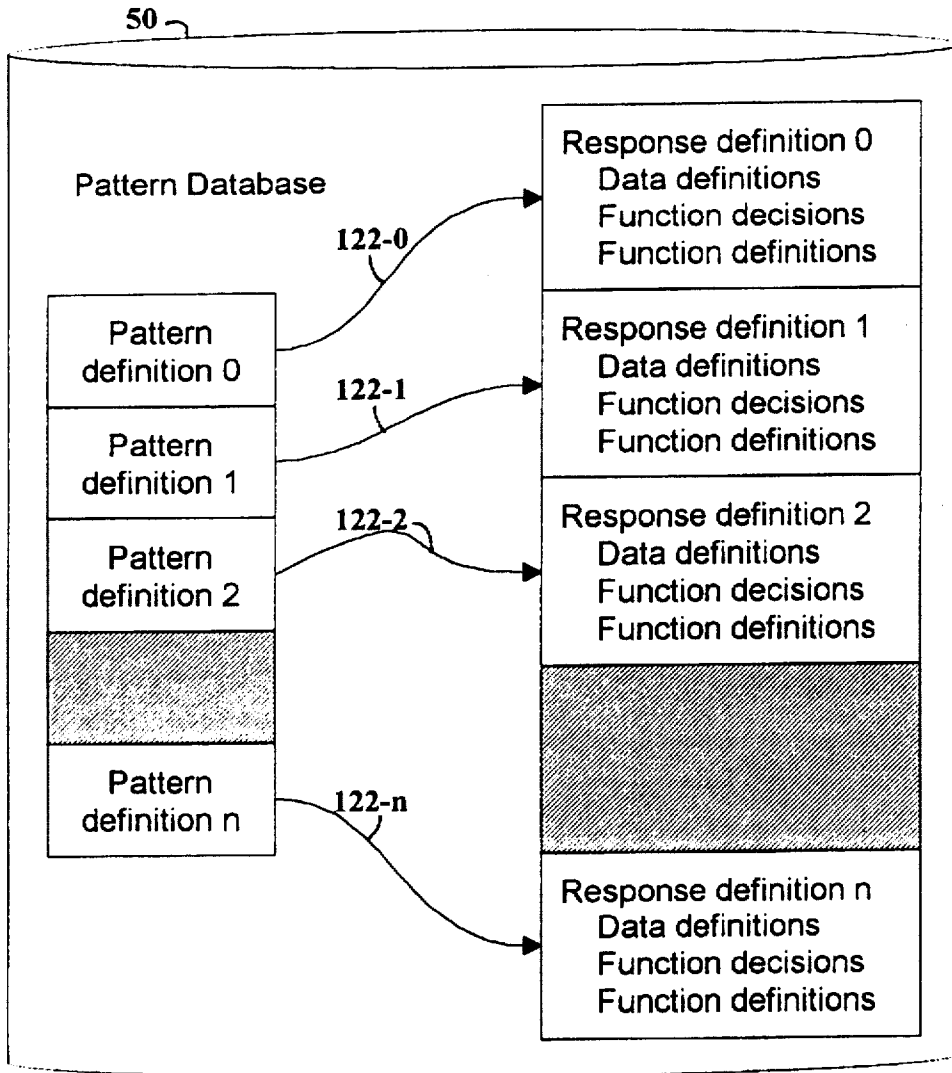 50
Pattern Database
122-0
122-1
122-2
122-n
Pattern
definition 0
Pattern
definition 1
Pattern
definition 2
Pattern
definition n
Response definition 0
Data definitions
Function decisions
Function definitions
Response definition 1
Data definitions
Function decisions
Function definitions
Response definition 2
Data definitions
Function decisions
Function definitions
Response definition n
Data definitions
Function decisions
Function definitions